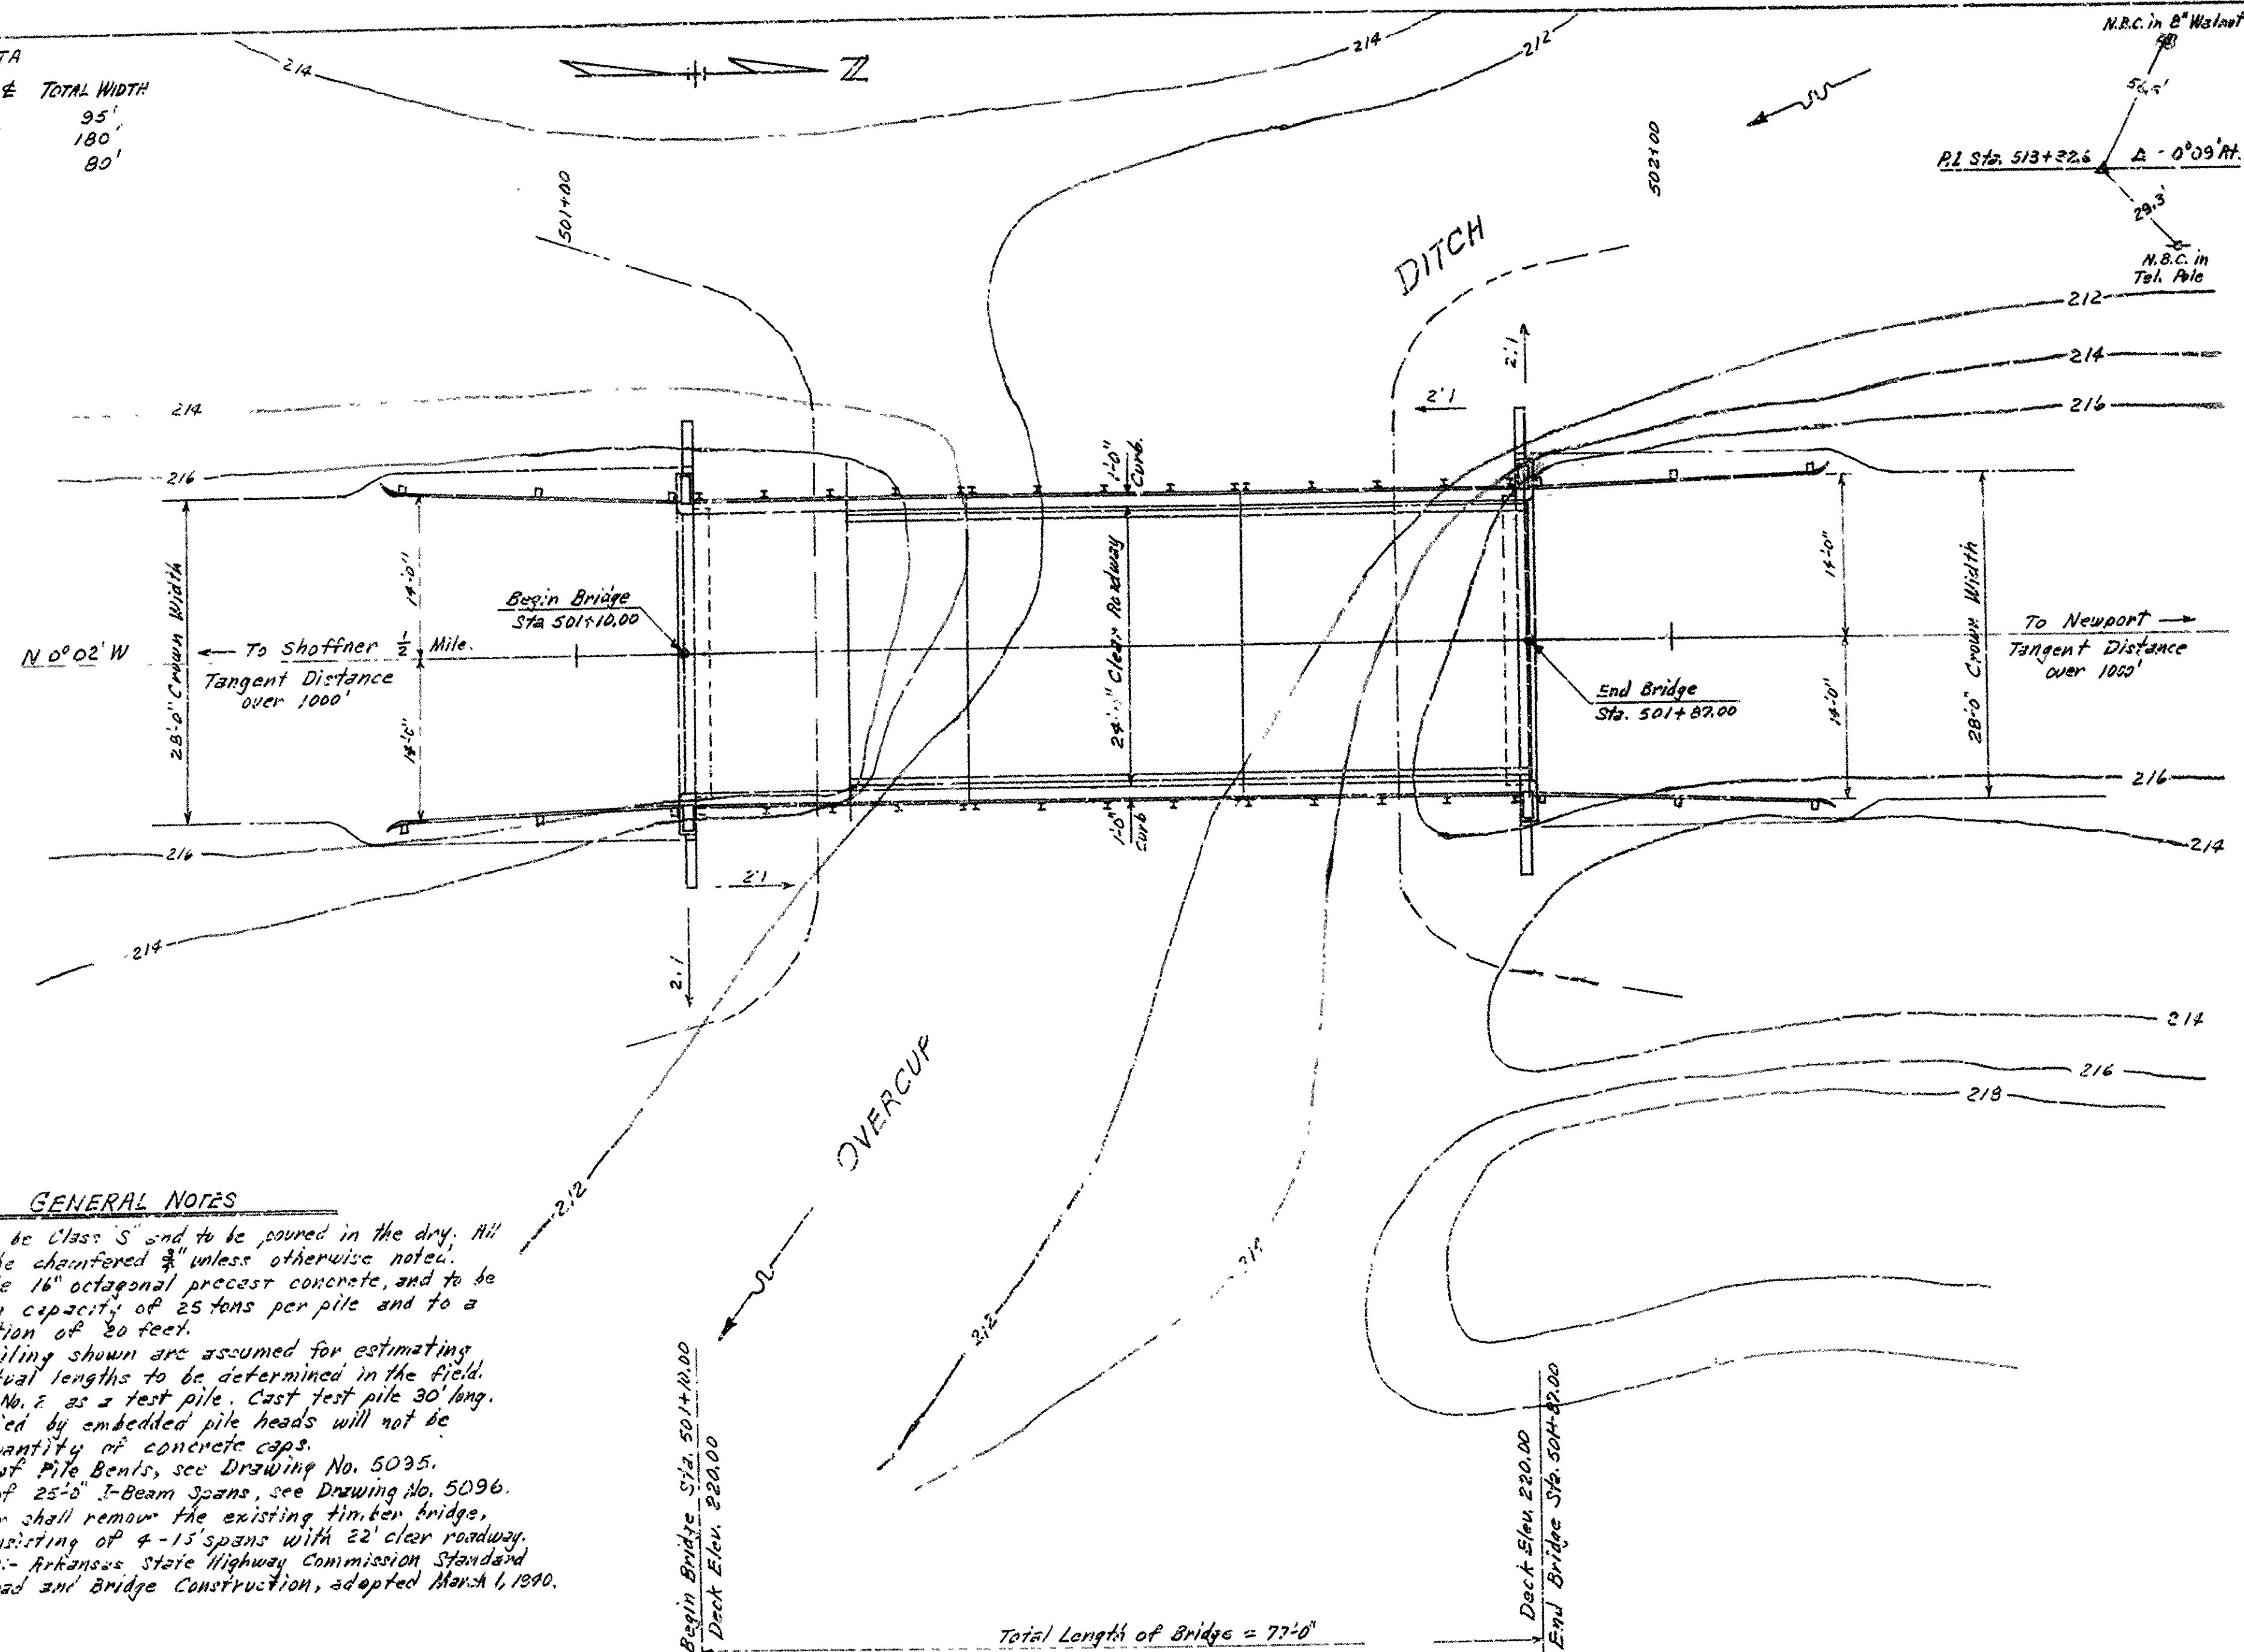 TA
℄ TOTAL WIDTH
95'
180'
80'
214
Z
214
212
N.B.C. in 8" Walnut
P.I. Sta. 513+22.6 Δ - 0°09' Rt.
29.3'
N.B.C. in
Tel. Pole
501+00
502+00
DITCH
212
214
216
2:1
2:1
214
216
1'-0"
Curb.
28'-0" Crown Width
14'-0"
14'-0"
Begin Bridge
Sta 501+10.00
N 0°02' W
← To Shoffner ½ Mile.
Tangent Distance
over 1000'
Clear Roadway
End Bridge
Sta. 501+87.00
14'-0"
14'-0"
28'-0" Crown Width
To Newport →
Tangent Distance
over 1000'
216
214
1'-0"
Curb
216
2:1
214
2:1
214
216
218
OVERCUP
212
214
212
GENERAL NOTES
be Class "S" and to be poured in the dry. All
be chamfered ¾" unless otherwise noted.
e 16" octagonal precast concrete, and to be
capacity of 25 tons per pile and to a
tion of 20 feet.
iling shown are assumed for estimating
tual lengths to be determined in the field.
No. 2 as a test pile. Cast test pile 30' long.
ed by embedded pile heads will not be
uantity of concrete caps.
of Pile Bents, see Drawing No. 5095.
of 25'-0" I-Beam Spans, see Drawing No. 5096.
r shall remove the existing timber bridge,
sisting of 4-15' spans with 22' clear roadway.
:- Arkansas State Highway Commission Standard
ad and Bridge Construction, adopted March 1, 1940.
Begin Bridge Sta. 501+10.00
Deck Elev. 220.00
Deck Elev. 220.00
End Bridge Sta. 501+87.00
Total Length of Bridge = 77'-0"